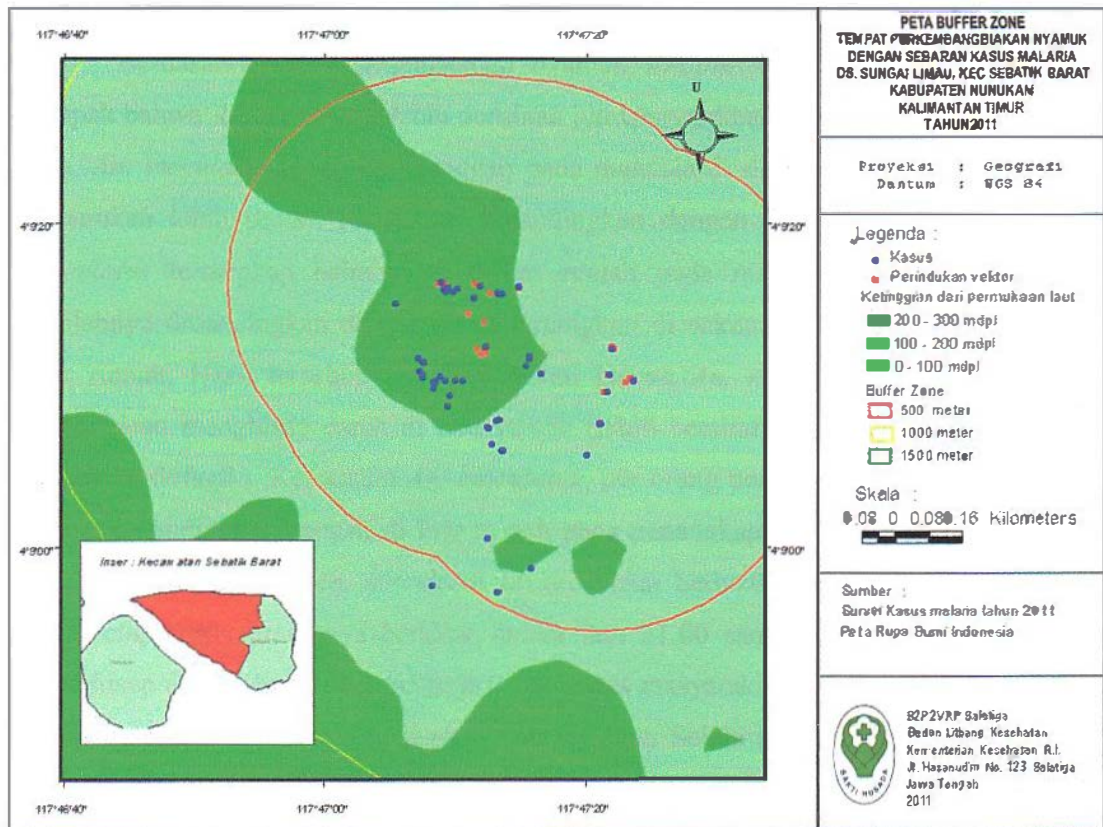 117°46'40"
117°47'00"
117°47'20"
U
4°9'20"
4°9'20"
4°9'00"
4°9'00"
Inser : Kecamatan Sebatik Barat
117°46'40"
117°47'00"
117°47'20"
PETA BUFFER ZONE
TEMPAT PERKEMBANGBIAKAN NYAMUK
DENGAN SEBARAN KASUS MALARIA
DS. SUNGAI LIMAU, KEC SEBATIK BARAT
KABUPATEN NUNUKAN
KALIMANTAN TIMUR
TAHUN2011
Proyeksi : Geografi
Dantum : WGS 84
Legenda :
Kasus
Perindukan vektor
Ketinggian dari permukaan laut
200 - 300 mdpl
100 - 200 mdpl
0 - 100 mdpl
Buffer Zone
500 meter
1000 meter
1500 meter
Skala :
0.08 0 0.080.16 Kilometers
Sumber :
Survei Kasus malaria tahun 2011
Peta Rupa Bumi Indonesia
BAKTI HUSADA
B2P2VRP Salatiga
Badan Litbang Kesehatan
Kementerian Kesehatan R.I.
Jl. Hasanudin No. 123 Salatiga
Jawa Tengah
2011